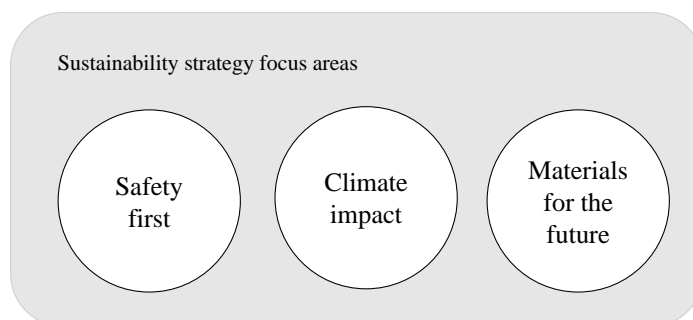 Sustainability strategy focus areas
Safety
first
Climate
impact
Materials
for the
future